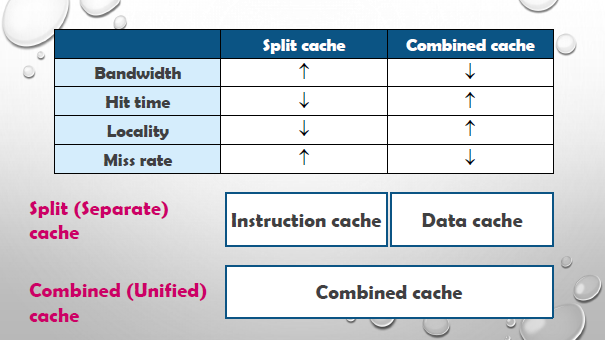 Split cache Combined cache
Bandwidth ↑ ↓
Hit time ↓ ↑
Locality ↓ ↑
Miss rate ↑ ↓
Split (Separate)
cache
Instruction cache Data cache
Combined (Unified)
cache
Combined cache